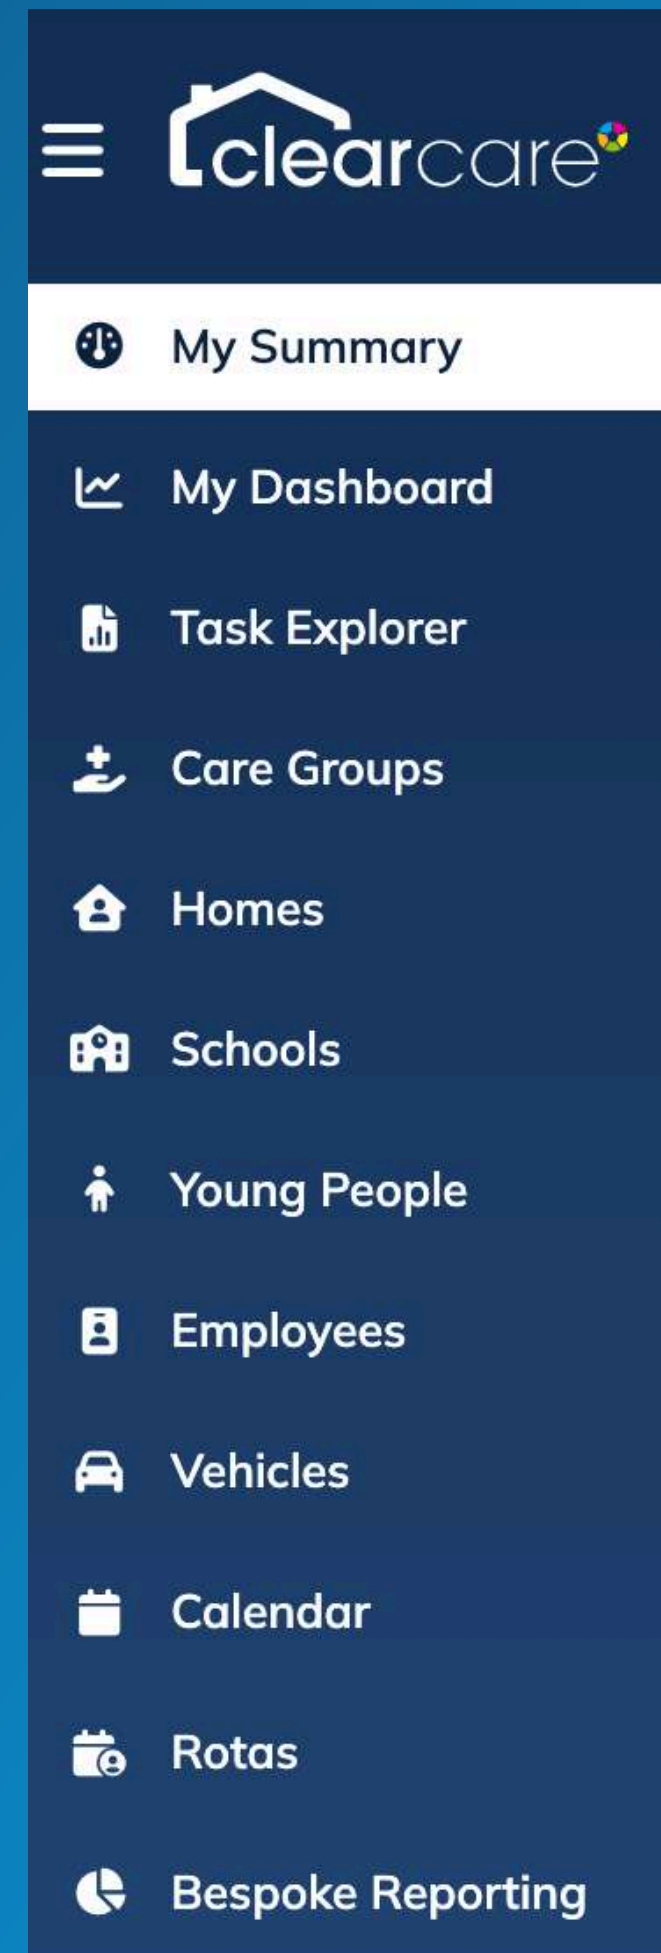 clearcare
My Summary
My Dashboard
Task Explorer
Care Groups
Homes
Schools
Young People
Employees
Vehicles
Calendar
Rotas
Bespoke Reporting